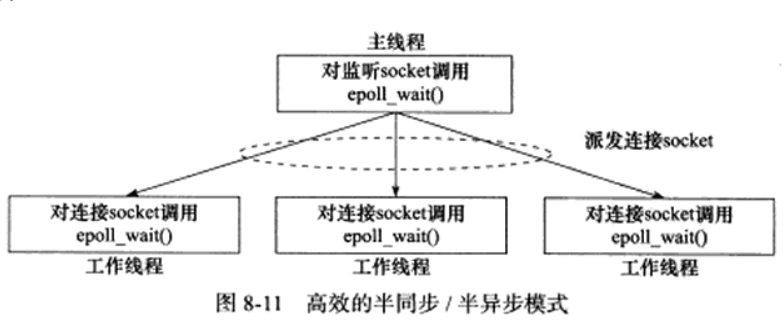 主线程
对监听socket调用
epoll_wait()
派发连接socket
对连接socket调用
epoll_wait()
对连接socket调用
epoll_wait()
对连接socket调用
epoll_wait()
工作线程
工作线程
工作线程
图 8-11 高效的半同步 / 半异步模式